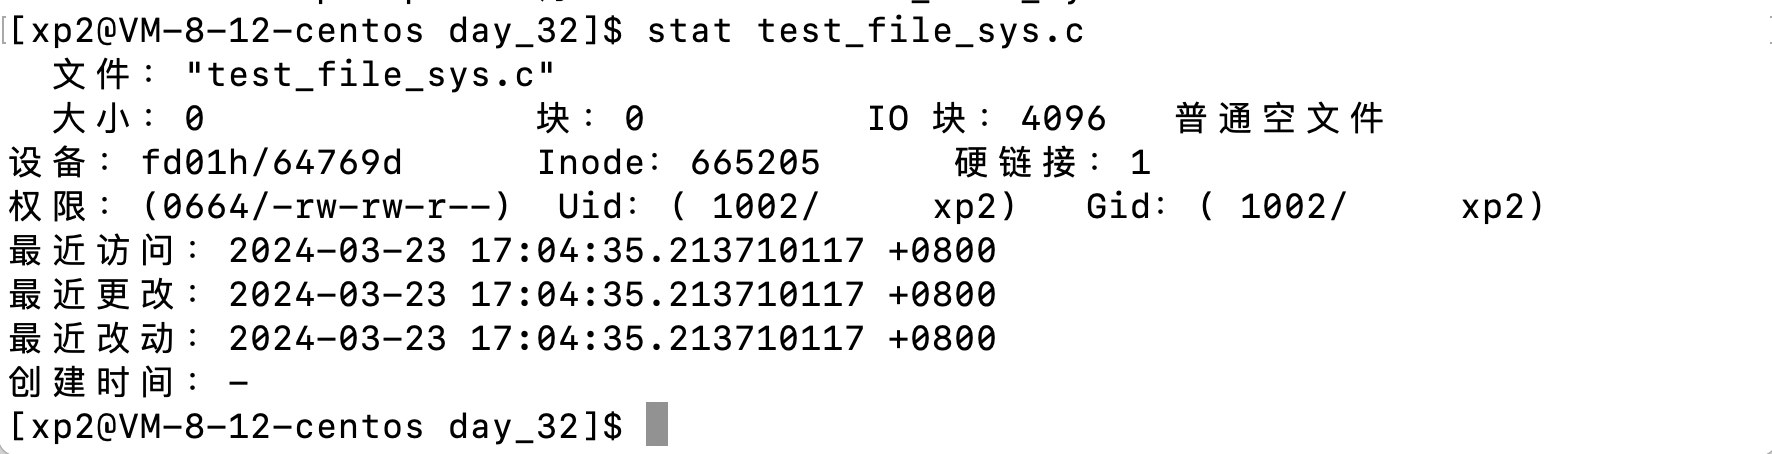 [xp2@VM-8-12-centos day_32]$ stat test_file_sys.c
文件："test_file_sys.c"
大小：0 块：0 IO 块：4096 普通空文件
设备：fd01h/64769d Inode: 665205 硬链接：1
权限：(0664/-rw-rw-r--) Uid: ( 1002/ xp2) Gid: ( 1002/ xp2)
最近访问：2024-03-23 17:04:35.213710117 +0800
最近更改：2024-03-23 17:04:35.213710117 +0800
最近改动：2024-03-23 17:04:35.213710117 +0800
创建时间：-
[xp2@VM-8-12-centos day_32]$